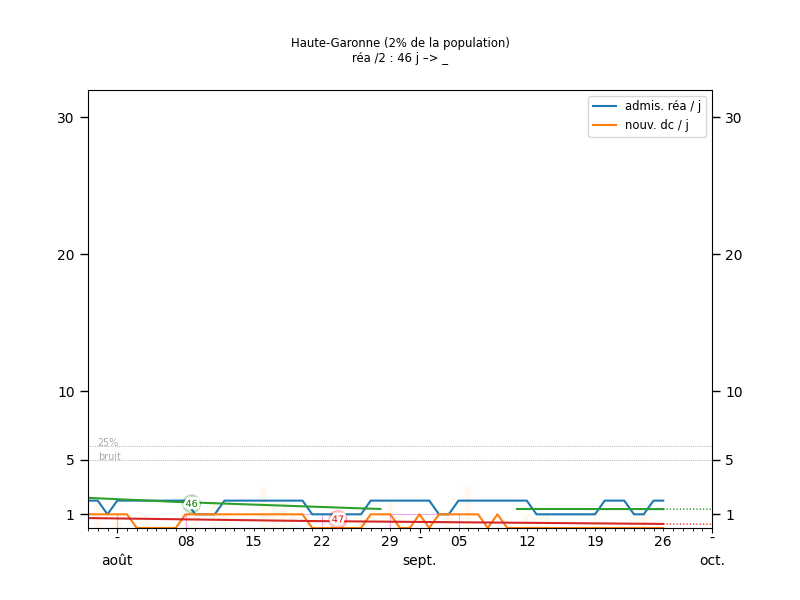 Haute-Garonne (2% de la population)
réa /2 : 46 j –> _
admis. réa / j
nouv. dc / j
30
30
20
20
10
10
25%
bruit
5
5
46
47
1
1
08
15
22
29
05
12
19
26
août
sept.
oct.